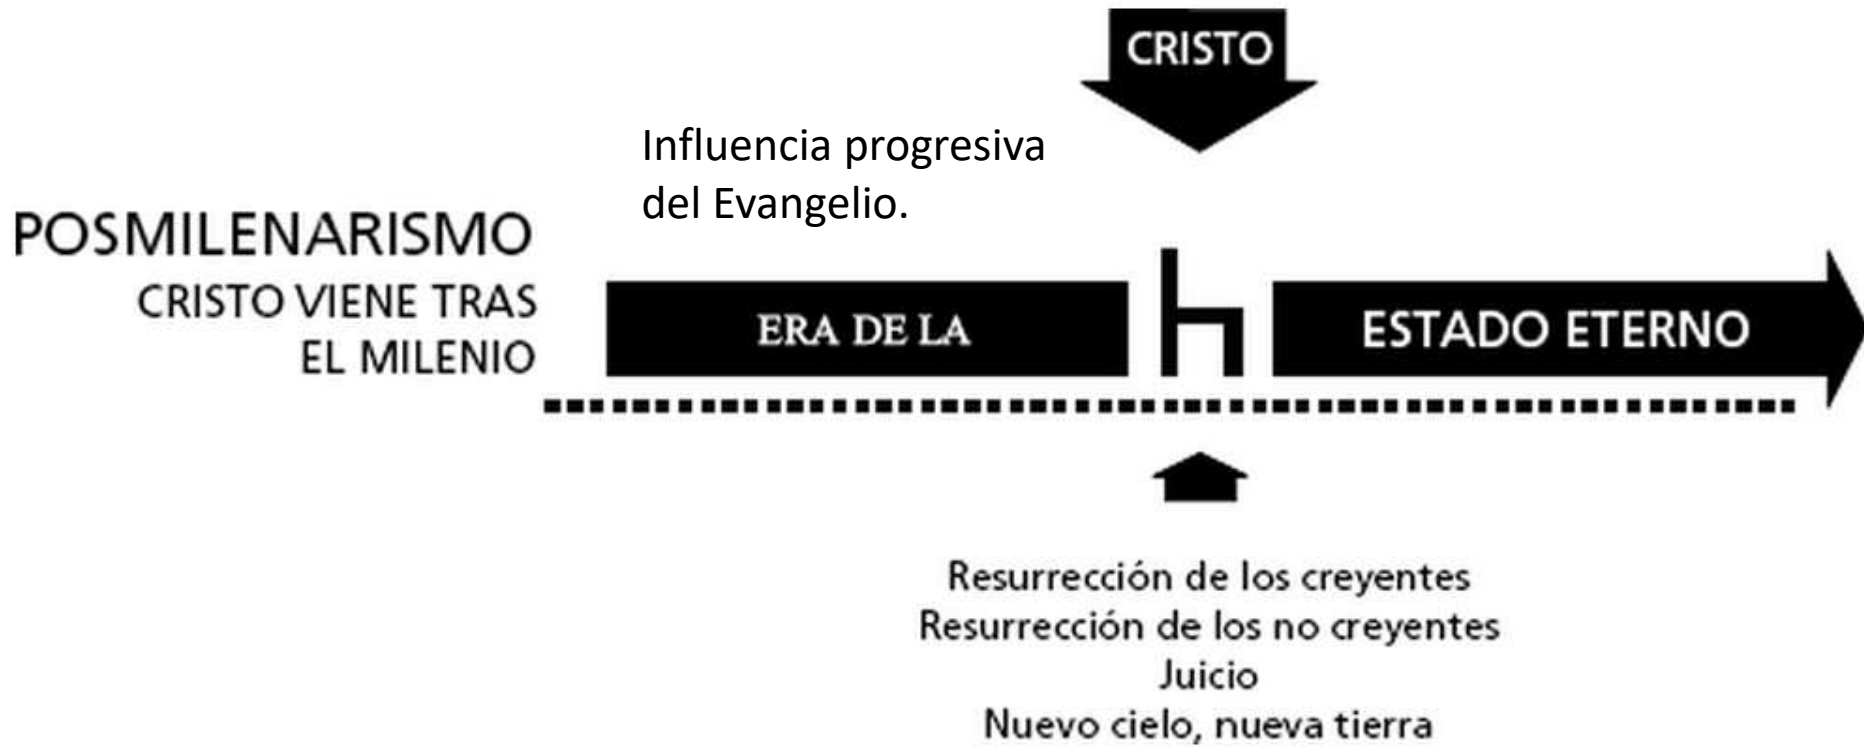 CRISTO
Influencia progresiva
del Evangelio.
POSMILENARISMO
CRISTO VIENE TRAS
EL MILENIO
ERA DE LA
ESTADO ETERNO
Resurrección de los creyentes
Resurrección de los no creyentes
Juicio
Nuevo cielo, nueva tierra